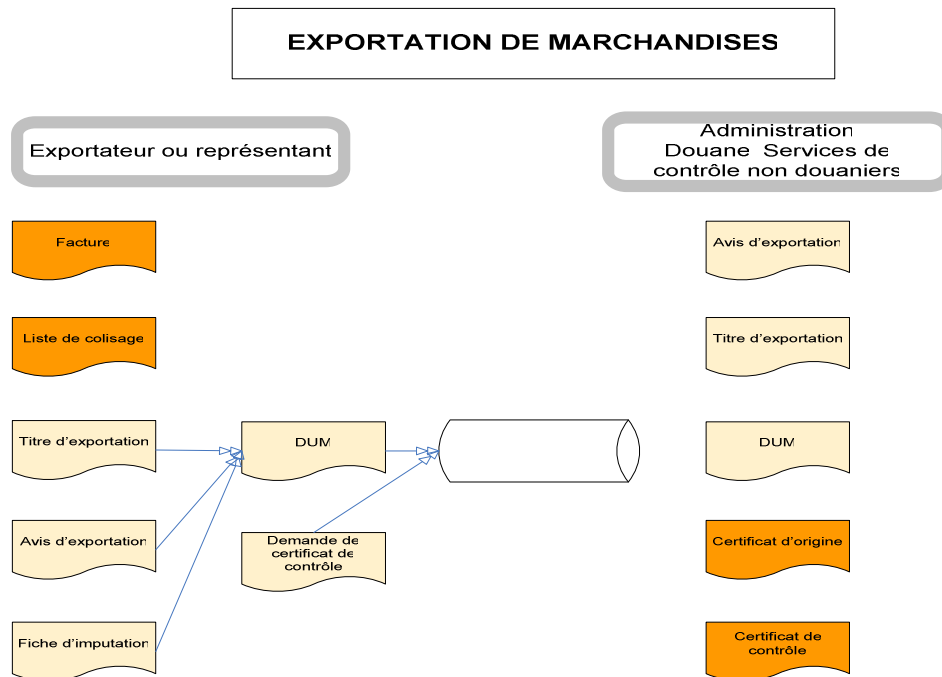 EXPORTATION DE MARCHANDISES
Exportateur ou représentant
Administration
Douane Services de
contrôle non douaniers
Facture
Avis d'exportation
Liste de colisage
Titre d'exportation
Titre d'exportation
DUM
DUM
Avis d'exportation
Demande de
certificat de
contrôle
Certificat d'origine
Fiche d'imputation
Certificat de
contrôle